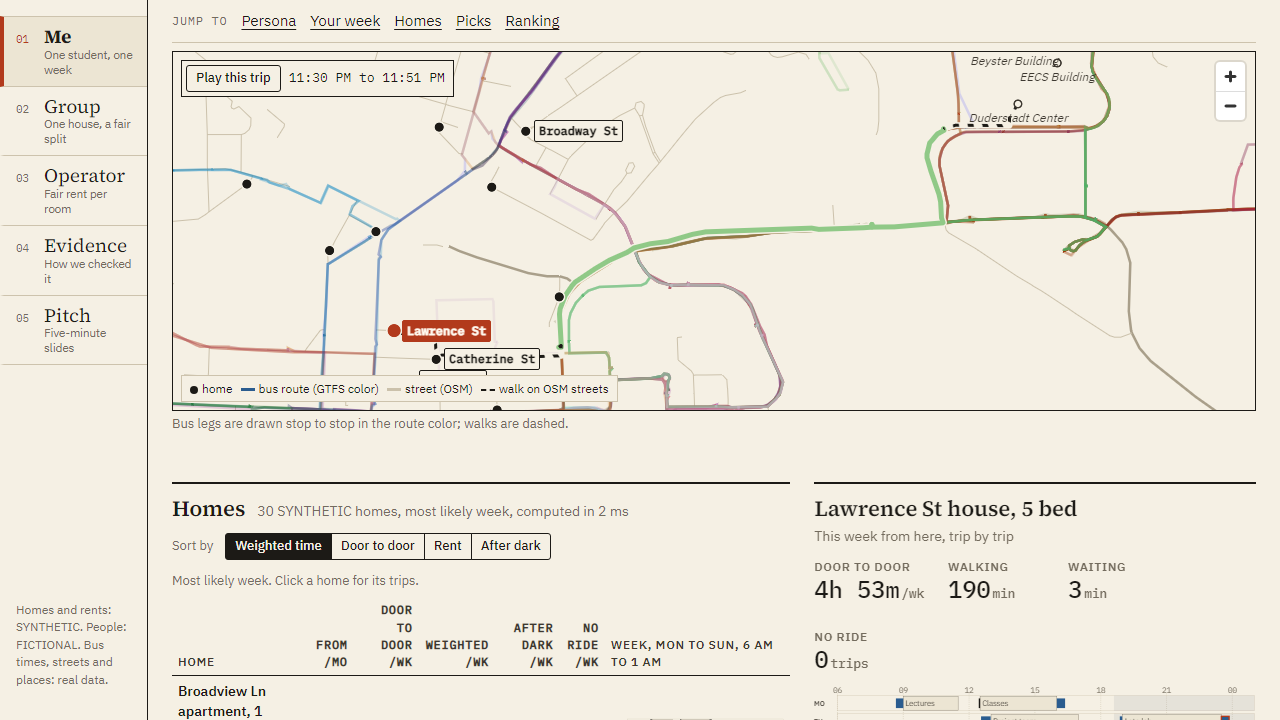 01 Me
One student, one
week
02 Group
One house, a fair
split
03 Operator
Fair rent per
room
04 Evidence
How we checked
it
05 Pitch
Five-minute
slides
Homes and rents:
SYNTHETIC. People:
FICTIONAL. Bus
times, streets and
places: real data.
JUMP TO Persona Your week Homes Picks Ranking
Play this trip 11:30 PM to 11:51 PM
Beyster Building
EECS Building
Duderstadt Center
Broadway St
Lawrence St
Catherine St
home bus route (GTFS color) street (OSM) walk on OSM streets
+
−
Bus legs are drawn stop to stop in the route color; walks are dashed.
Homes 30 SYNTHETIC homes, most likely week, computed in 2 ms
Sort by Weighted time Door to door Rent After dark
Most likely week. Click a home for its trips.
HOME FROM /MO DOOR TO DOOR /WK WEIGHTED /WK AFTER DARK /WK NO RIDE /WK WEEK, MON TO SUN, 6 AM TO 1 AM
Broadview Ln
apartment, 1
Lawrence St house, 5 bed
This week from here, trip by trip
DOOR TO DOOR WALKING WAITING
4h 53m/wk 190min 3min
NO RIDE
0trips
06 09 12 15 18 21 00
MO Lectures Classes